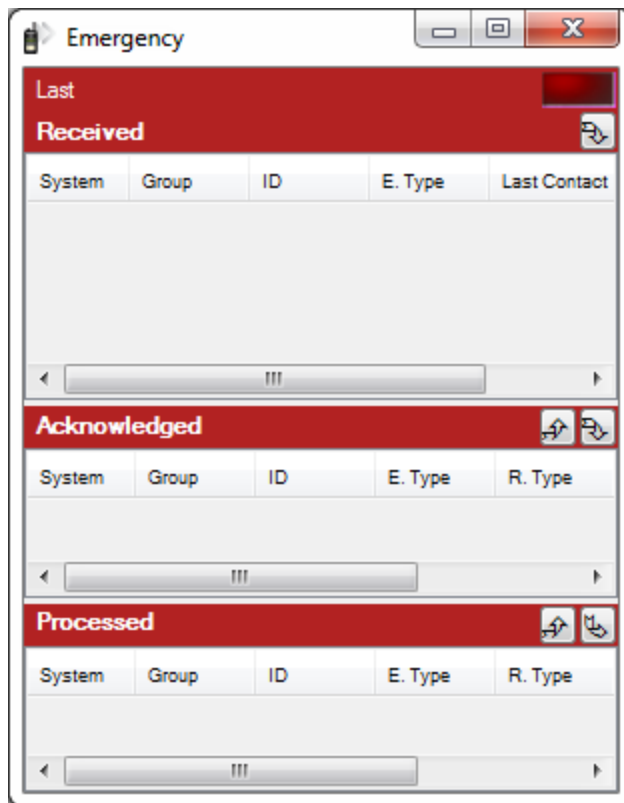 Emergency
Last
Received
System Group ID E. Type Last Contact
Acknowledged
System Group ID E. Type R. Type
Processed
System Group ID E. Type R. Type